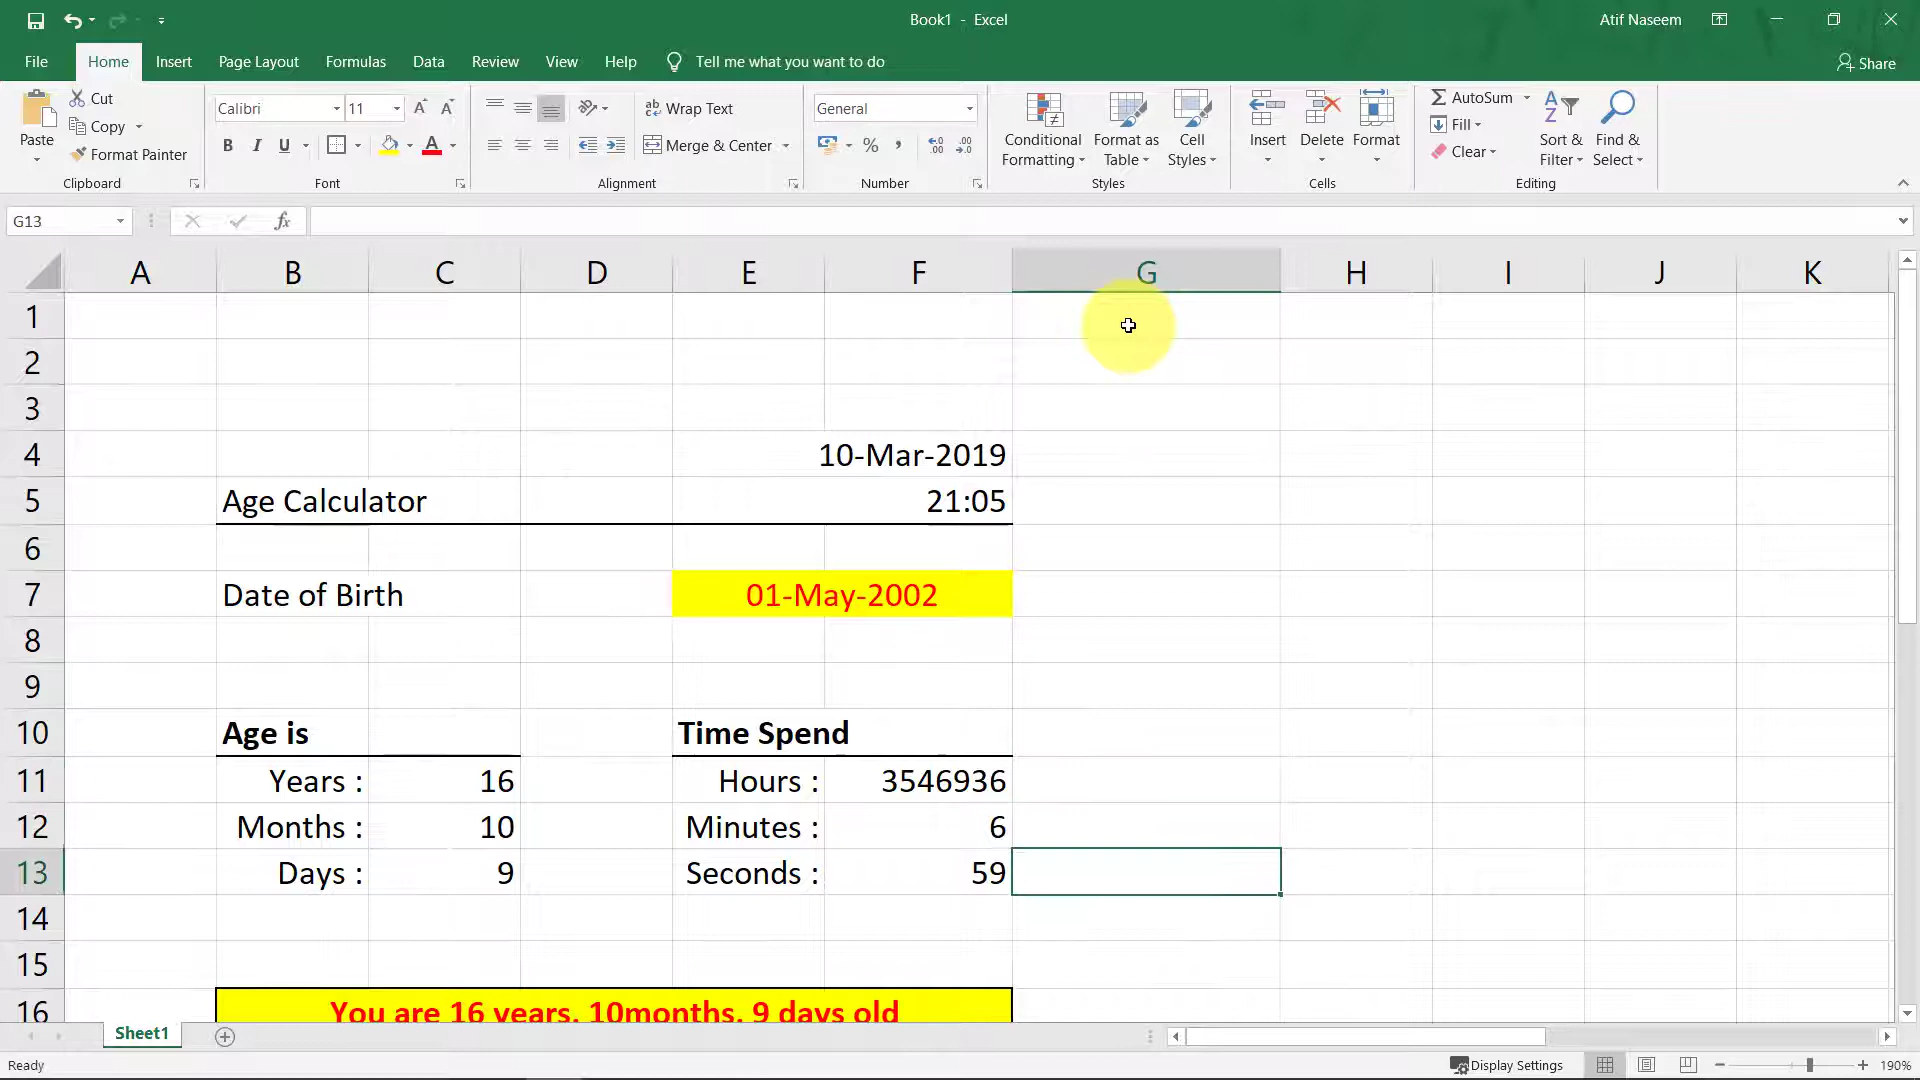 Book1 - Excel
Atif Naseem
File Home Insert Page Layout Formulas Data Review View Help Tell me what you want to do
Share
Paste
Cut
Copy
Format Painter
Clipboard
Calibri 11
B I U
Font
Wrap Text
Merge & Center
Alignment
General
%
Number
Conditional Formatting
Format as Table
Cell Styles
Styles
Insert
Delete
Format
Cells
AutoSum
Fill
Clear
Sort & Filter
Find & Select
Editing
G13
fx
A B C D E F G H I J K
1
2
3
4 10-Mar-2019
5 Age Calculator 21:05
6
7 Date of Birth 01-May-2002
8
9
10 Age is Time Spend
11 Years : 16 Hours : 3546936
12 Months : 10 Minutes : 6
13 Days : 9 Seconds : 59
14
15
16 You are 16 years, 10months, 9 days old
Sheet1
Ready
Display Settings
190%